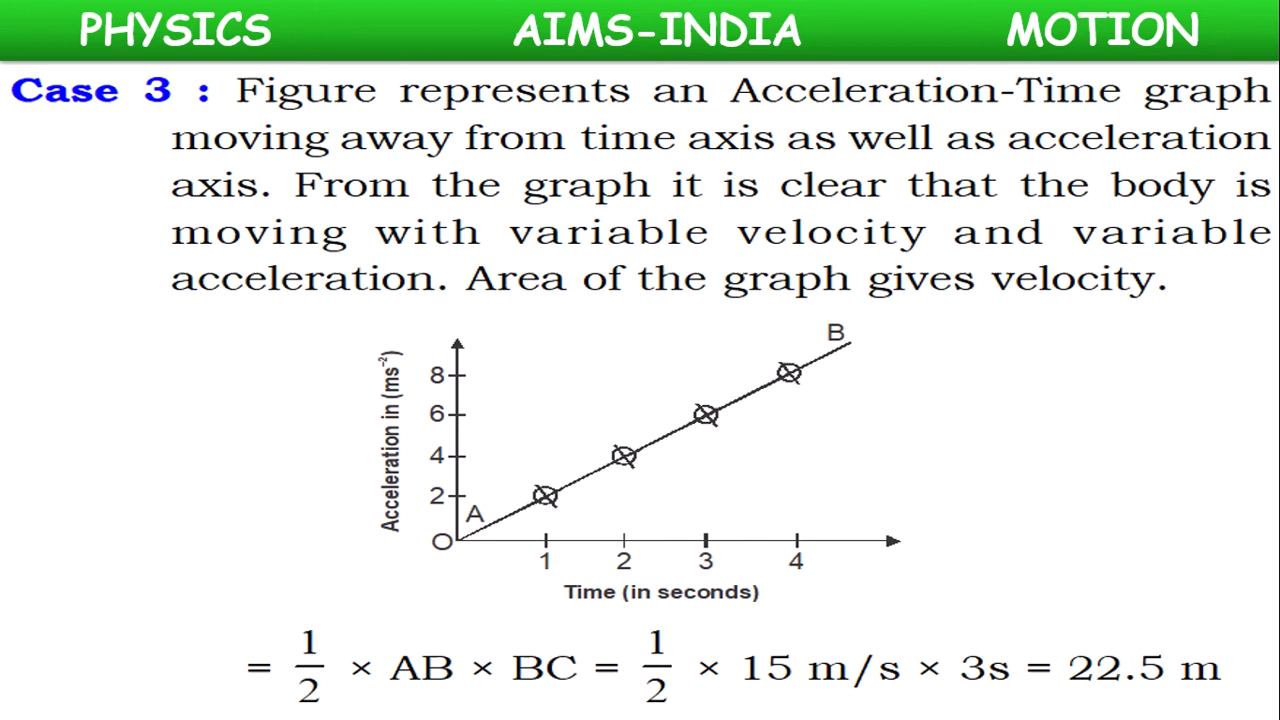 PHYSICS AIMS-INDIA MOTION
Case 3 : Figure represents an Acceleration-Time graph
moving away from time axis as well as acceleration
axis. From the graph it is clear that the body is
moving with variable velocity and variable
acceleration. Area of the graph gives velocity.
B
Acceleration in (ms⁻²)
8
6
4
2
A
O
1 2 3 4
Time (in seconds)
= 1/2 × AB × BC = 1/2 × 15 m/s × 3s = 22.5 m